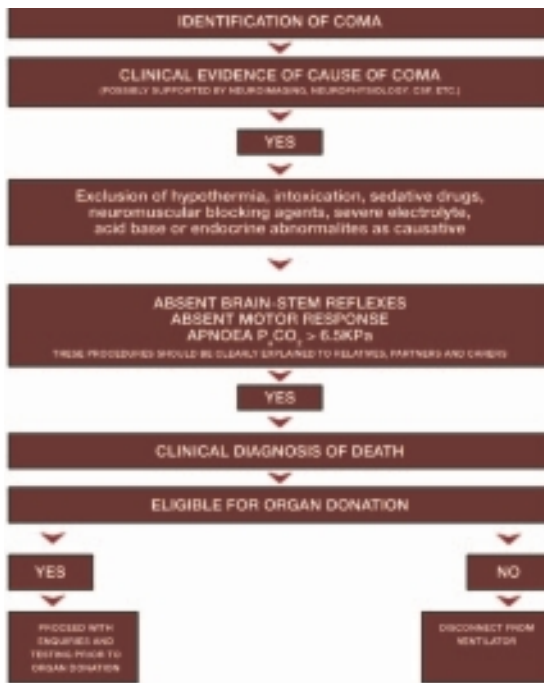 IDENTIFICATION OF COMA
CLINICAL EVIDENCE OF CAUSE OF COMA
(POSSIBLY SUPPORTED BY NEUROIMAGING, NEUROPHYSIOLOGY, CSF, ETC.)
YES
Exclusion of hypothermia, intoxication, sedative drugs,
neuromuscular blocking agents, severe electrolyte,
acid base or endocrine abnormalites as causative
ABSENT BRAIN-STEM REFLEXES
ABSENT MOTOR RESPONSE
APNOEA PaCO2 > 6.5KPa
THESE PROCEDURES SHOULD BE CLEARLY EXPLAINED TO RELATIVES, PARTNERS AND CARERS
YES
CLINICAL DIAGNOSIS OF DEATH
ELIGIBLE FOR ORGAN DONATION
YES
NO
PROCEED WITH
ENQUIRIES AND
TESTING PRIOR TO
ORGAN DONATION
DISCONNECT FROM
VENTILATOR